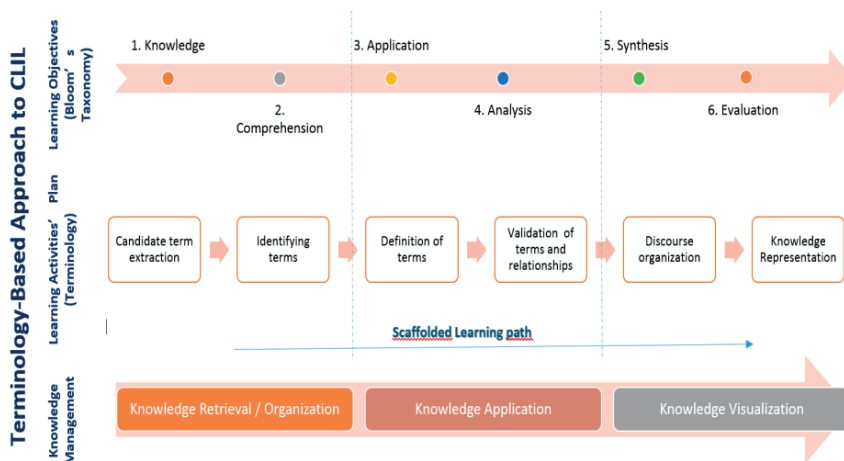 Terminology-Based Approach to CLIL
Learning Objectives
(Bloom' s
Taxonomy)
1. Knowledge
3. Application
5. Synthesis
2.
Comprehension
4. Analysis
6. Evaluation
Learning Activities' Plan
(Terminology)
Candidate term
extraction
Identifying
terms
Definition of
terms
Validation of
terms and
relationships
Discourse
organization
Knowledge
Representation
Scaffolded Learning path
Knowledge
Management
Knowledge Retrieval / Organization
Knowledge Application
Knowledge Visualization